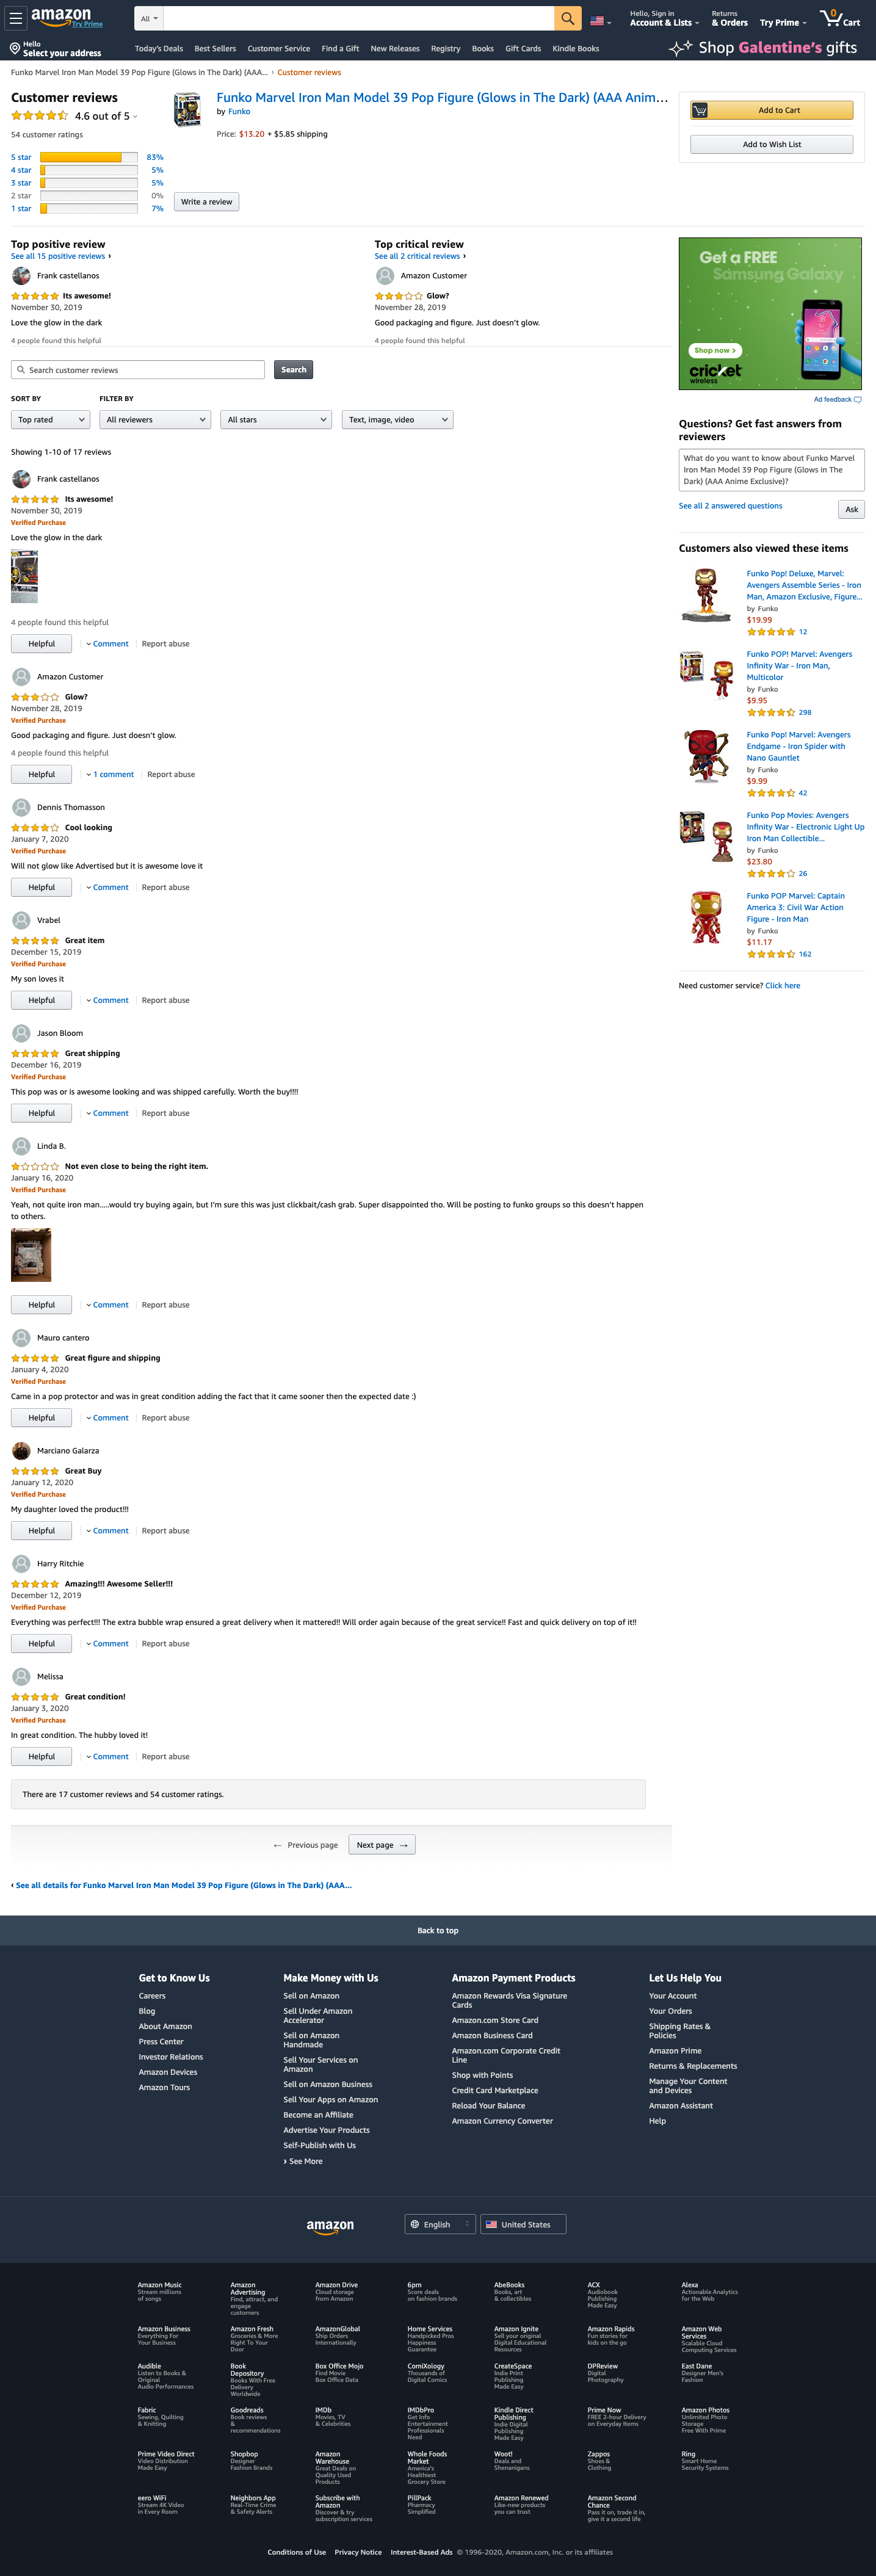 amazon
Try Prime
All
Hello, Sign in
Account & Lists
Returns
& Orders
Try Prime
0
Cart
Hello
Select your address
Today's Deals
Best Sellers
Customer Service
Find a Gift
New Releases
Registry
Books
Gift Cards
Kindle Books
Shop Galentine's gifts
Funko Marvel Iron Man Model 39 Pop Figure (Glows in The Dark) (AAA... › Customer reviews
Customer reviews
4.6 out of 5
54 customer ratings
5 star 83%
4 star 5%
3 star 5%
2 star 0%
1 star 7%
Funko Marvel Iron Man Model 39 Pop Figure (Glows in The Dark) (AAA Anim...
by Funko
Price: $13.20 + $5.85 shipping
Write a review
Add to Cart
Add to Wish List
Top positive review
See all 15 positive reviews ›
Frank castellanos
Its awesome!
November 30, 2019
Love the glow in the dark
4 people found this helpful
Top critical review
See all 2 critical reviews ›
Amazon Customer
Glow?
November 28, 2019
Good packaging and figure. Just doesn't glow.
4 people found this helpful
Search customer reviews
Search
SORT BY
FILTER BY
Top rated
All reviewers
All stars
Text, image, video
Showing 1-10 of 17 reviews
Frank castellanos
Its awesome!
November 30, 2019
Verified Purchase
Love the glow in the dark
4 people found this helpful
Helpful
Comment
Report abuse
Amazon Customer
Glow?
November 28, 2019
Verified Purchase
Good packaging and figure. Just doesn't glow.
4 people found this helpful
Helpful
1 comment
Report abuse
Dennis Thomasson
Cool looking
January 7, 2020
Verified Purchase
Will not glow like Advertised but it is awesome love it
Helpful
Comment
Report abuse
Vrabel
Great item
December 15, 2019
Verified Purchase
My son loves it
Helpful
Comment
Report abuse
Jason Bloom
Great shipping
December 16, 2019
Verified Purchase
This pop was or is awesome looking and was shipped carefully. Worth the buy!!!!
Helpful
Comment
Report abuse
Linda B.
Not even close to being the right item.
January 16, 2020
Verified Purchase
Yeah, not quite iron man.....would try buying again, but I'm sure this was just clickbait/cash grab. Super disappointed tho. Will be posting to funko groups so this doesn't happen
to others.
Helpful
Comment
Report abuse
Mauro cantero
Great figure and shipping
January 4, 2020
Verified Purchase
Came in a pop protector and was in great condition adding the fact that it came sooner then the expected date :)
Helpful
Comment
Report abuse
Marciano Galarza
Great Buy
January 12, 2020
Verified Purchase
My daughter loved the product!!!
Helpful
Comment
Report abuse
Harry Ritchie
Amazing!!! Awesome Seller!!!
December 12, 2019
Verified Purchase
Everything was perfect!!! The extra bubble wrap ensured a great delivery when it mattered!! Will order again because of the great service!! Fast and quick delivery on top of it!!
Helpful
Comment
Report abuse
Melissa
Great condition!
January 3, 2020
Verified Purchase
In great condition. The hubby loved it!
Helpful
Comment
Report abuse
There are 17 customer reviews and 54 customer ratings.
← Previous page
Next page →
‹ See all details for Funko Marvel Iron Man Model 39 Pop Figure (Glows in The Dark) (AAA...
Get a FREE
Samsung Galaxy
Shop now >
cricket
wireless
Ad feedback
Questions? Get fast answers from
reviewers
What do you want to know about Funko Marvel
Iron Man Model 39 Pop Figure (Glows in The
Dark) (AAA Anime Exclusive)?
See all 2 answered questions
Ask
Customers also viewed these items
Funko Pop! Deluxe, Marvel:
Avengers Assemble Series - Iron
Man, Amazon Exclusive, Figure...
by Funko
$19.99
12
Funko POP! Marvel: Avengers
Infinity War - Iron Man,
Multicolor
by Funko
$9.95
298
Funko Pop! Marvel: Avengers
Endgame - Iron Spider with
Nano Gauntlet
by Funko
$9.99
42
Funko Pop Movies: Avengers
Infinity War - Electronic Light Up
Iron Man Collectible...
by Funko
$23.80
26
Funko POP Marvel: Captain
America 3: Civil War Action
Figure - Iron Man
by Funko
$11.17
162
Need customer service? Click here
Back to top
Get to Know Us
Careers
Blog
About Amazon
Press Center
Investor Relations
Amazon Devices
Amazon Tours
Make Money with Us
Sell on Amazon
Sell Under Amazon
Accelerator
Sell on Amazon
Handmade
Sell Your Services on
Amazon
Sell on Amazon Business
Sell Your Apps on Amazon
Become an Affiliate
Advertise Your Products
Self-Publish with Us
› See More
Amazon Payment Products
Amazon Rewards Visa Signature
Cards
Amazon.com Store Card
Amazon Business Card
Amazon.com Corporate Credit
Line
Shop with Points
Credit Card Marketplace
Reload Your Balance
Amazon Currency Converter
Let Us Help You
Your Account
Your Orders
Shipping Rates &
Policies
Amazon Prime
Returns & Replacements
Manage Your Content
and Devices
Amazon Assistant
Help
amazon
English
United States
Amazon Music
Stream millions
of songs
Amazon
Advertising
Find, attract, and
engage
customers
Amazon Drive
Cloud storage
from Amazon
6pm
Score deals
on fashion brands
AbeBooks
Books, art
& collectibles
ACX
Audiobook
Publishing
Made Easy
Alexa
Actionable Analytics
for the Web
Amazon Business
Everything For
Your Business
Amazon Fresh
Groceries & More
Right To Your
Door
AmazonGlobal
Ship Orders
Internationally
Home Services
Handpicked Pros
Happiness
Guarantee
Amazon Ignite
Sell your original
Digital Educational
Resources
Amazon Rapids
Fun stories for
kids on the go
Amazon Web
Services
Scalable Cloud
Computing Services
Audible
Listen to Books &
Original
Audio Performances
Book
Depository
Books With Free
Delivery
Worldwide
Box Office Mojo
Find Movie
Box Office Data
ComiXology
Thousands of
Digital Comics
CreateSpace
Indie Print
Publishing
Made Easy
DPReview
Digital
Photography
East Dane
Designer Men's
Fashion
Fabric
Sewing, Quilting
& Knitting
Goodreads
Book reviews
&
recommendations
IMDb
Movies, TV
& Celebrities
IMDbPro
Get Info
Entertainment
Professionals
Need
Kindle Direct
Publishing
Indie Digital
Publishing
Made Easy
Prime Now
FREE 2-hour Delivery
on Everyday Items
Amazon Photos
Unlimited Photo
Storage
Free With Prime
Prime Video Direct
Video Distribution
Made Easy
Shopbop
Designer
Fashion Brands
Amazon
Warehouse
Great Deals on
Quality Used
Products
Whole Foods
Market
America's
Healthiest
Grocery Store
Woot!
Deals and
Shenanigans
Zappos
Shoes &
Clothing
Ring
Smart Home
Security Systems
eero WiFi
Stream 4K Video
in Every Room
Neighbors App
Real-Time Crime
& Safety Alerts
Subscribe with
Amazon
Discover & try
subscription services
PillPack
Pharmacy
Simplified
Amazon Renewed
Like-new products
you can trust
Amazon Second
Chance
Pass it on, trade it in,
give it a second life
Conditions of Use
Privacy Notice
Interest-Based Ads
© 1996-2020, Amazon.com, Inc. or its affiliates